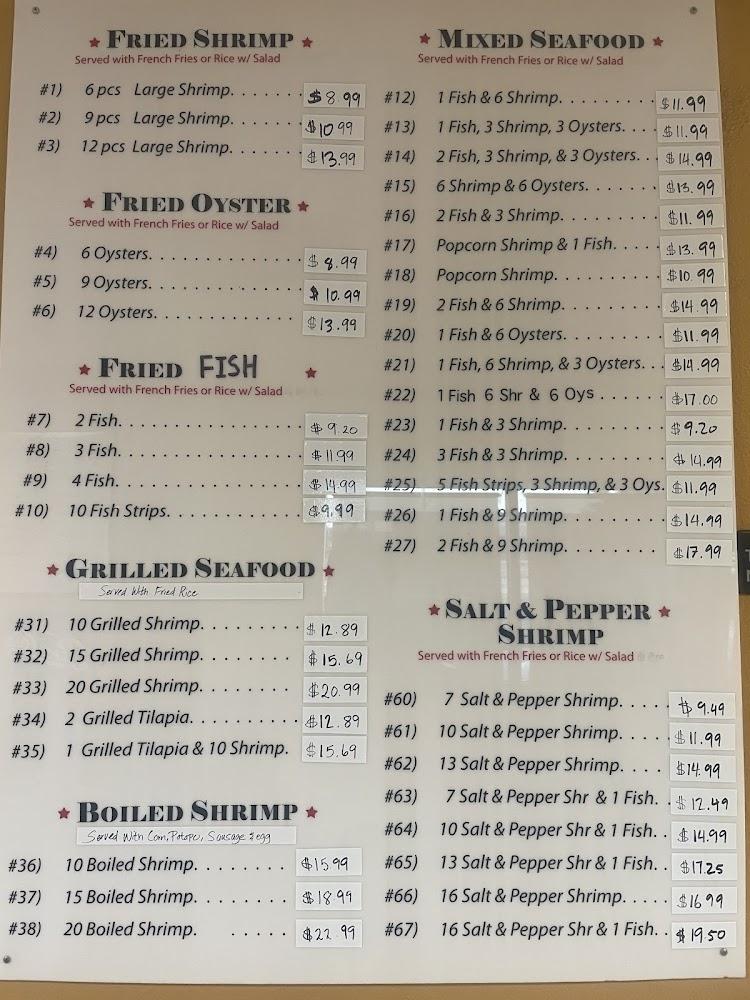 ★ FRIED SHRIMP ★
Served with French Fries or Rice w/ Salad
#1) 6 pcs Large Shrimp. . . . . . . $8.99
#2) 9 pcs Large Shrimp. . . . . . . $10.99
#3) 12 pcs Large Shrimp. . . . . . . $13.99
★ FRIED OYSTER ★
Served with French Fries or Rice w/ Salad
#4) 6 Oysters. . . . . . . . . . . . . . . $8.99
#5) 9 Oysters. . . . . . . . . . . . . . . $10.99
#6) 12 Oysters. . . . . . . . . . . . . . $13.99
★ FRIED FISH ★
Served with French Fries or Rice w/ Salad
#7) 2 Fish. . . . . . . . . . . . . . . . . . $9.20
#8) 3 Fish. . . . . . . . . . . . . . . . . . $11.99
#9) 4 Fish. . . . . . . . . . . . . . . . . . $14.99
#10) 10 Fish Strips. . . . . . . . . . . . $9.99
★ GRILLED SEAFOOD ★
Served With Fried Rice
#31) 10 Grilled Shrimp. . . . . . . . . $12.89
#32) 15 Grilled Shrimp. . . . . . . . $15.69
#33) 20 Grilled Shrimp. . . . . . . . $20.99
#34) 2 Grilled Tilapia. . . . . . . . . . $12.89
#35) 1 Grilled Tilapia & 10 Shrimp. $15.69
★ BOILED SHRIMP ★
Served With Corn, Potato, Sausage & egg
#36) 10 Boiled Shrimp. . . . . . . . $15.99
#37) 15 Boiled Shrimp. . . . . . . . $18.99
#38) 20 Boiled Shrimp. . . . . . $22.99
★ MIXED SEAFOOD ★
Served with French Fries or Rice w/ Salad
#12) 1 Fish & 6 Shrimp. . . . . . . . . $11.99
#13) 1 Fish, 3 Shrimp, 3 Oysters. . . $11.99
#14) 2 Fish, 3 Shrimp, & 3 Oysters. . . $14.99
#15) 6 Shrimp & 6 Oysters. . . . . . . $13.99
#16) 2 Fish & 3 Shrimp. . . . . . . . . $11.99
#17) Popcorn Shrimp & 1 Fish. . . . $13.99
#18) Popcorn Shrimp. . . . . . . . . . $10.99
#19) 2 Fish & 6 Shrimp. . . . . . . . . $14.99
#20) 1 Fish & 6 Oysters. . . . . . . . . $11.99
#21) 1 Fish, 6 Shrimp, & 3 Oysters. . . $14.99
#22) 1 Fish 6 Shr & 6 Oys . . . . . . $17.00
#23) 1 Fish & 3 Shrimp. . . . . . . . . $9.20
#24) 3 Fish & 3 Shrimp. . . . . . . . . $14.99
#25) 5 Fish Strips, 3 Shrimp, & 3 Oys. $11.99
#26) 1 Fish & 9 Shrimp. . . . . . . . . $14.99
#27) 2 Fish & 9 Shrimp. . . . . . . . . $17.99
★ SALT & PEPPER ★
SHRIMP
Served with French Fries or Rice w/ Salad
#60) 7 Salt & Pepper Shrimp. . . . . $9.49
#61) 10 Salt & Pepper Shrimp. . . . $11.99
#62) 13 Salt & Pepper Shrimp. . . . $14.99
#63) 7 Salt & Pepper Shr & 1 Fish. . $12.49
#64) 10 Salt & Pepper Shr & 1 Fish. . $14.99
#65) 13 Salt & Pepper Shr & 1 Fish. . $17.25
#66) 16 Salt & Pepper Shrimp. . . . $16.99
#67) 16 Salt & Pepper Shr & 1 Fish. . $19.50